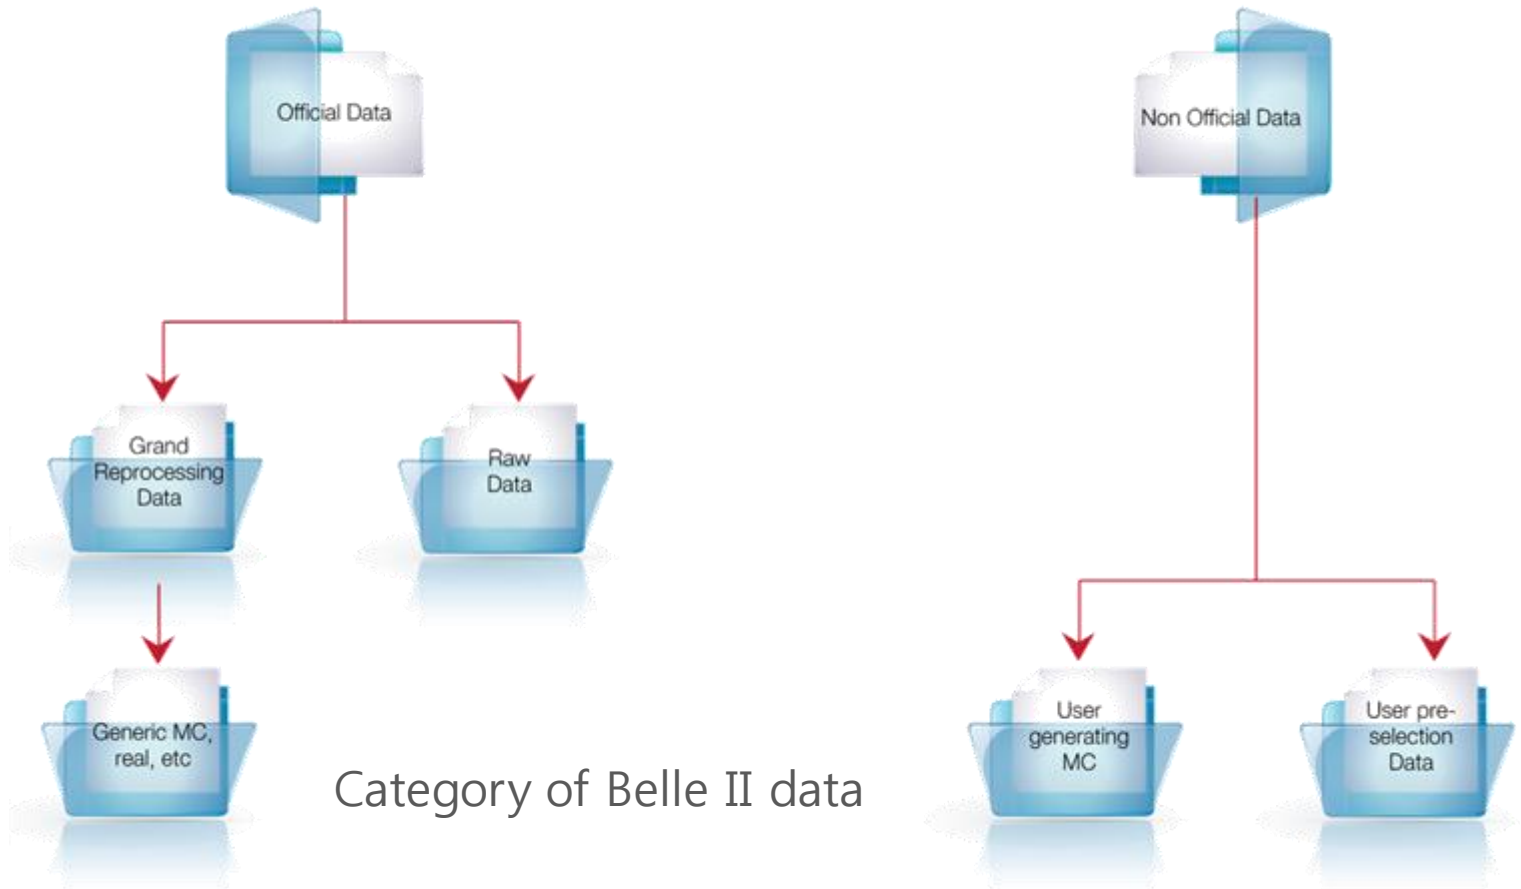 Official Data
Non Official Data
Grand
Reprocessing
Data
Raw
Data
Generic MC,
real, etc
User
generating
MC
User pre-
selection
Data
Category of Belle II data